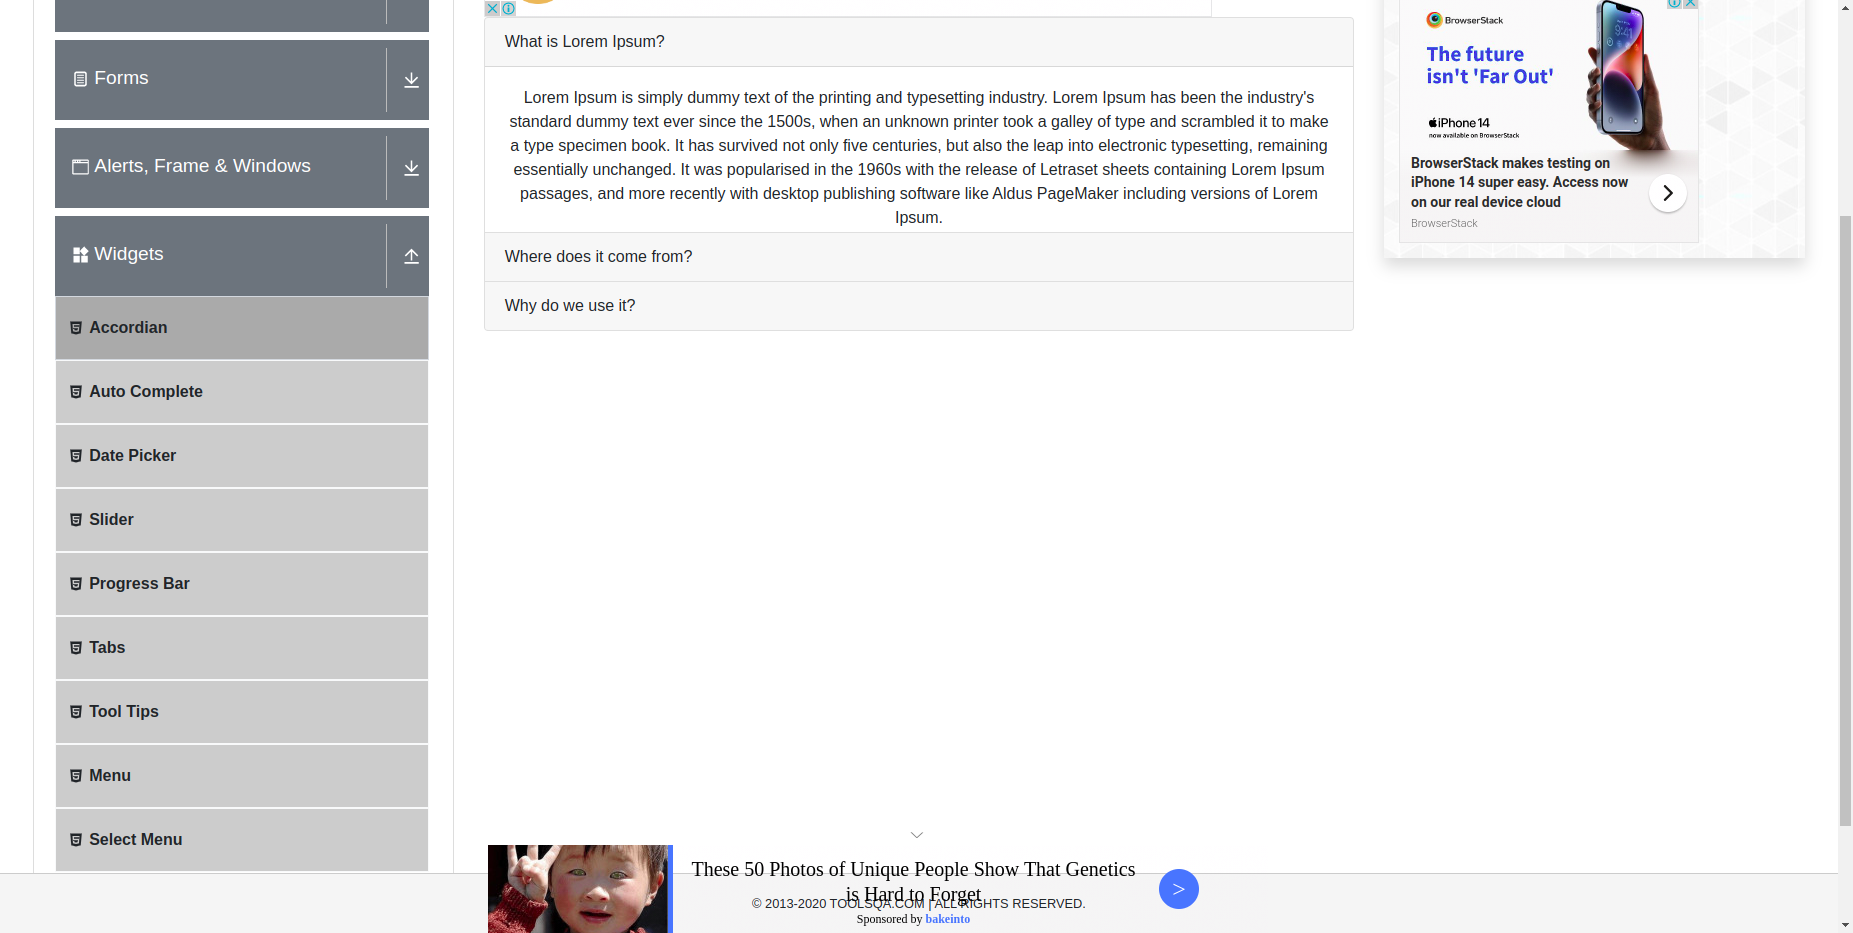 Forms
Alerts, Frame & Windows
Widgets
Accordian
Auto Complete
Date Picker
Slider
Progress Bar
Tabs
Tool Tips
Menu
Select Menu
What is Lorem Ipsum?
Lorem Ipsum is simply dummy text of the printing and typesetting industry. Lorem Ipsum has been the industry's
standard dummy text ever since the 1500s, when an unknown printer took a galley of type and scrambled it to make
a type specimen book. It has survived not only five centuries, but also the leap into electronic typesetting, remaining
essentially unchanged. It was popularised in the 1960s with the release of Letraset sheets containing Lorem Ipsum
passages, and more recently with desktop publishing software like Aldus PageMaker including versions of Lorem
Ipsum.
Where does it come from?
Why do we use it?
BrowserStack
The future
isn't 'Far Out'
9:41
iPhone 14
now available on BrowserStack
BrowserStack makes testing on
iPhone 14 super easy. Access now
on our real device cloud
BrowserStack
These 50 Photos of Unique People Show That Genetics
is Hard to Forget
© 2013-2020 TOOLSQA.COM | ALL RIGHTS RESERVED.
Sponsored by bakeinto